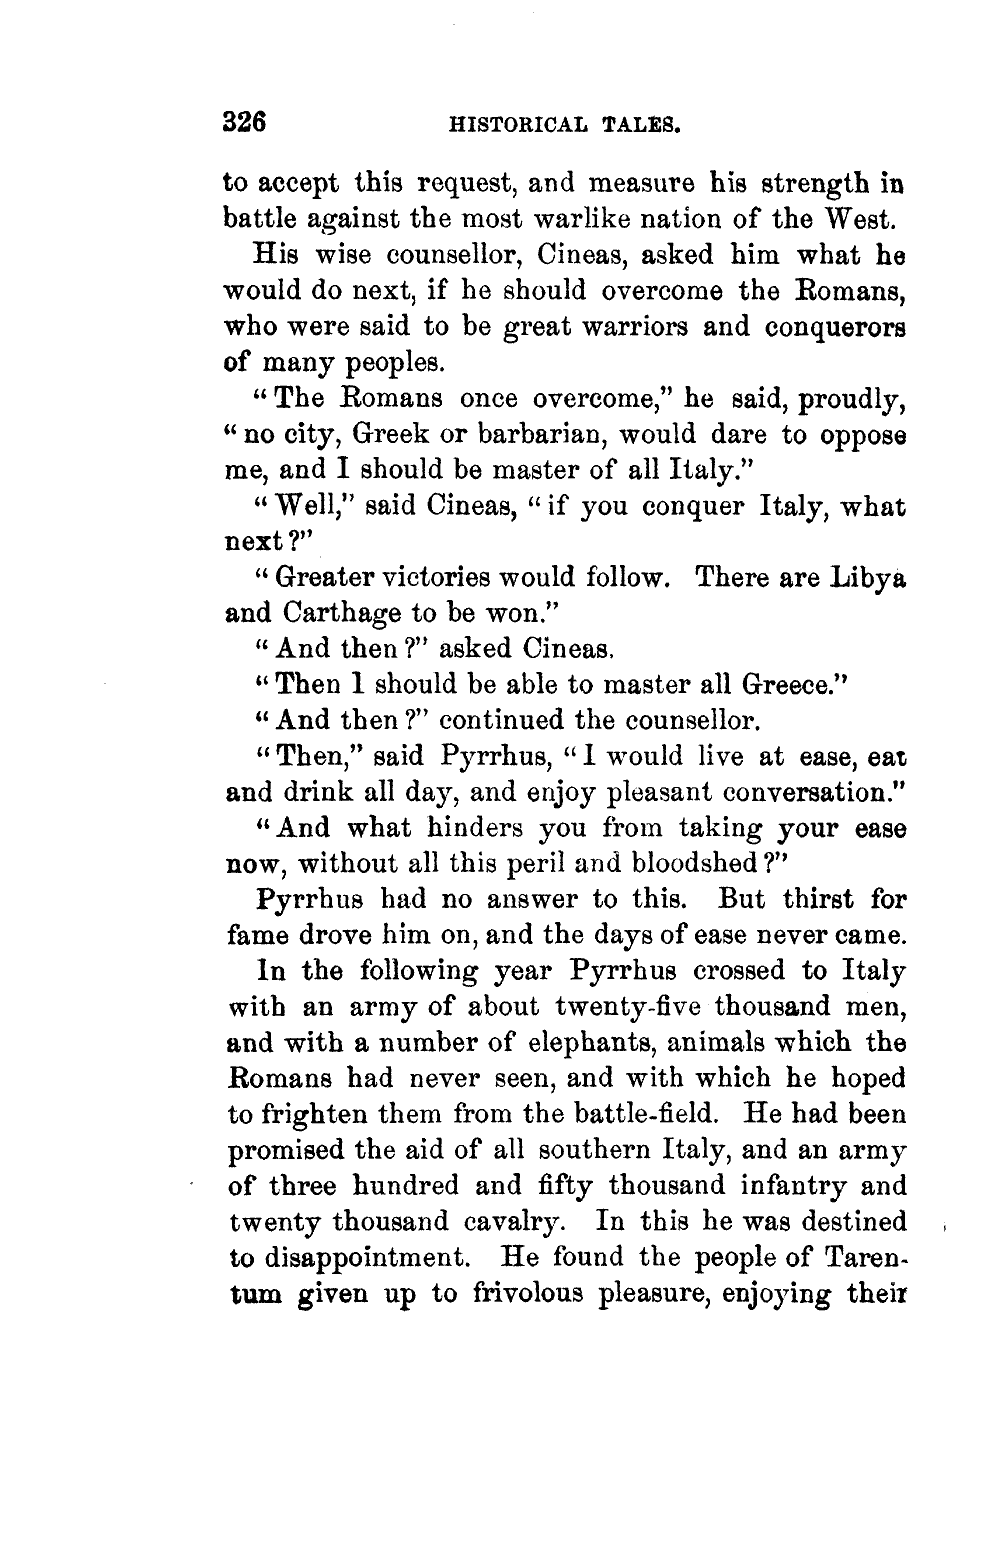 326 HISTORICAL TALES.
to accept this request, and measure his strength in
battle against the most warlike nation of the West.
His wise counsellor, Cineas, asked him what he
would do next, if he should overcome the Romans,
who were said to be great warriors and conquerors
of many peoples.
“The Romans once overcome,” he said, proudly,
“no city, Greek or barbarian, would dare to oppose
me, and I should be master of all Italy.”
“Well,” said Cineas, “if you conquer Italy, what
next?”
“Greater victories would follow. There are Libya
and Carthage to be won.”
“And then?” asked Cineas.
“Then I should be able to master all Greece.”
“And then?” continued the counsellor.
“Then,” said Pyrrhus, “I would live at ease, eat
and drink all day, and enjoy pleasant conversation.”
“And what hinders you from taking your ease
now, without all this peril and bloodshed?”
Pyrrhus had no answer to this. But thirst for
fame drove him on, and the days of ease never came.
In the following year Pyrrhus crossed to Italy
with an army of about twenty-five thousand men,
and with a number of elephants, animals which the
Romans had never seen, and with which he hoped
to frighten them from the battle-field. He had been
promised the aid of all southern Italy, and an army
of three hundred and fifty thousand infantry and
twenty thousand cavalry. In this he was destined
to disappointment. He found the people of Taren-
tum given up to frivolous pleasure, enjoying their